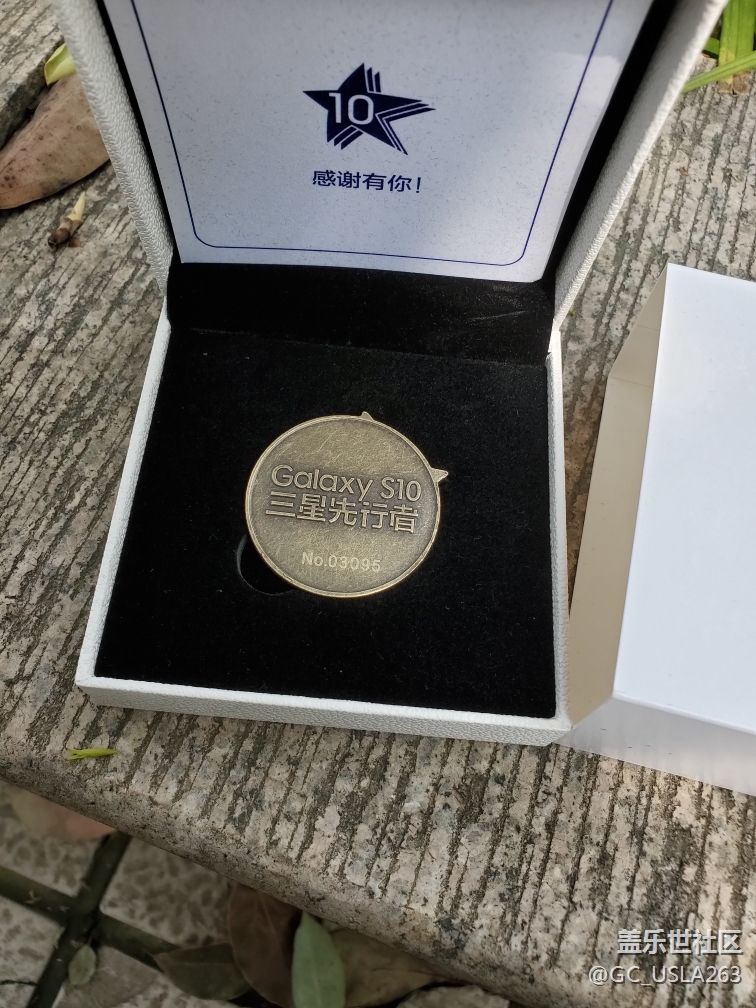 10
感谢有你！
Galaxy S10
三星先行者
No.03095
盖乐世社区
@GC_USLA263